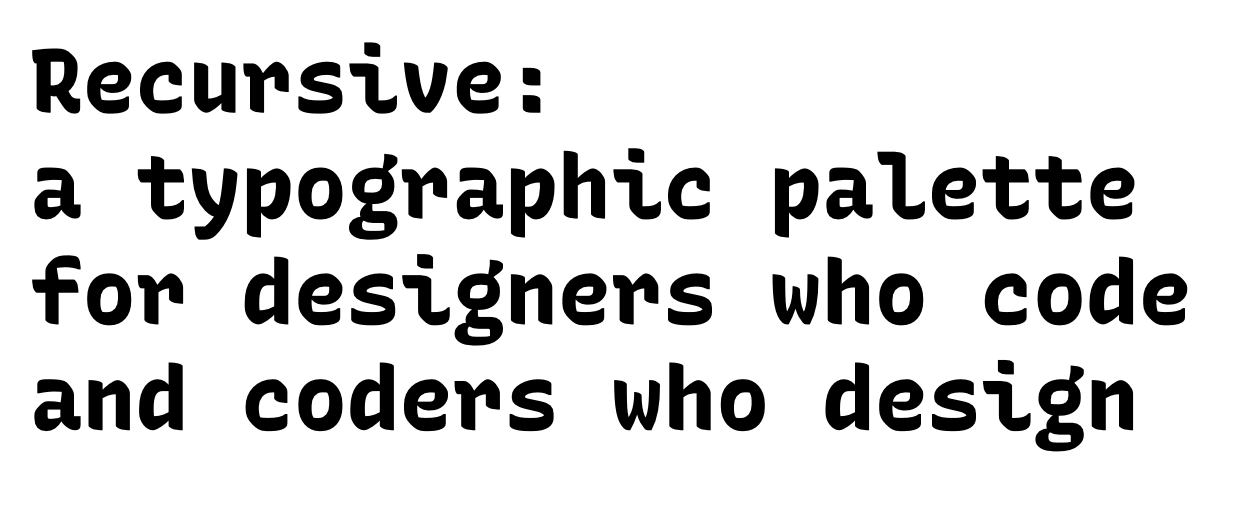 Recursive:
a typographic palette
for designers who code
and coders who design